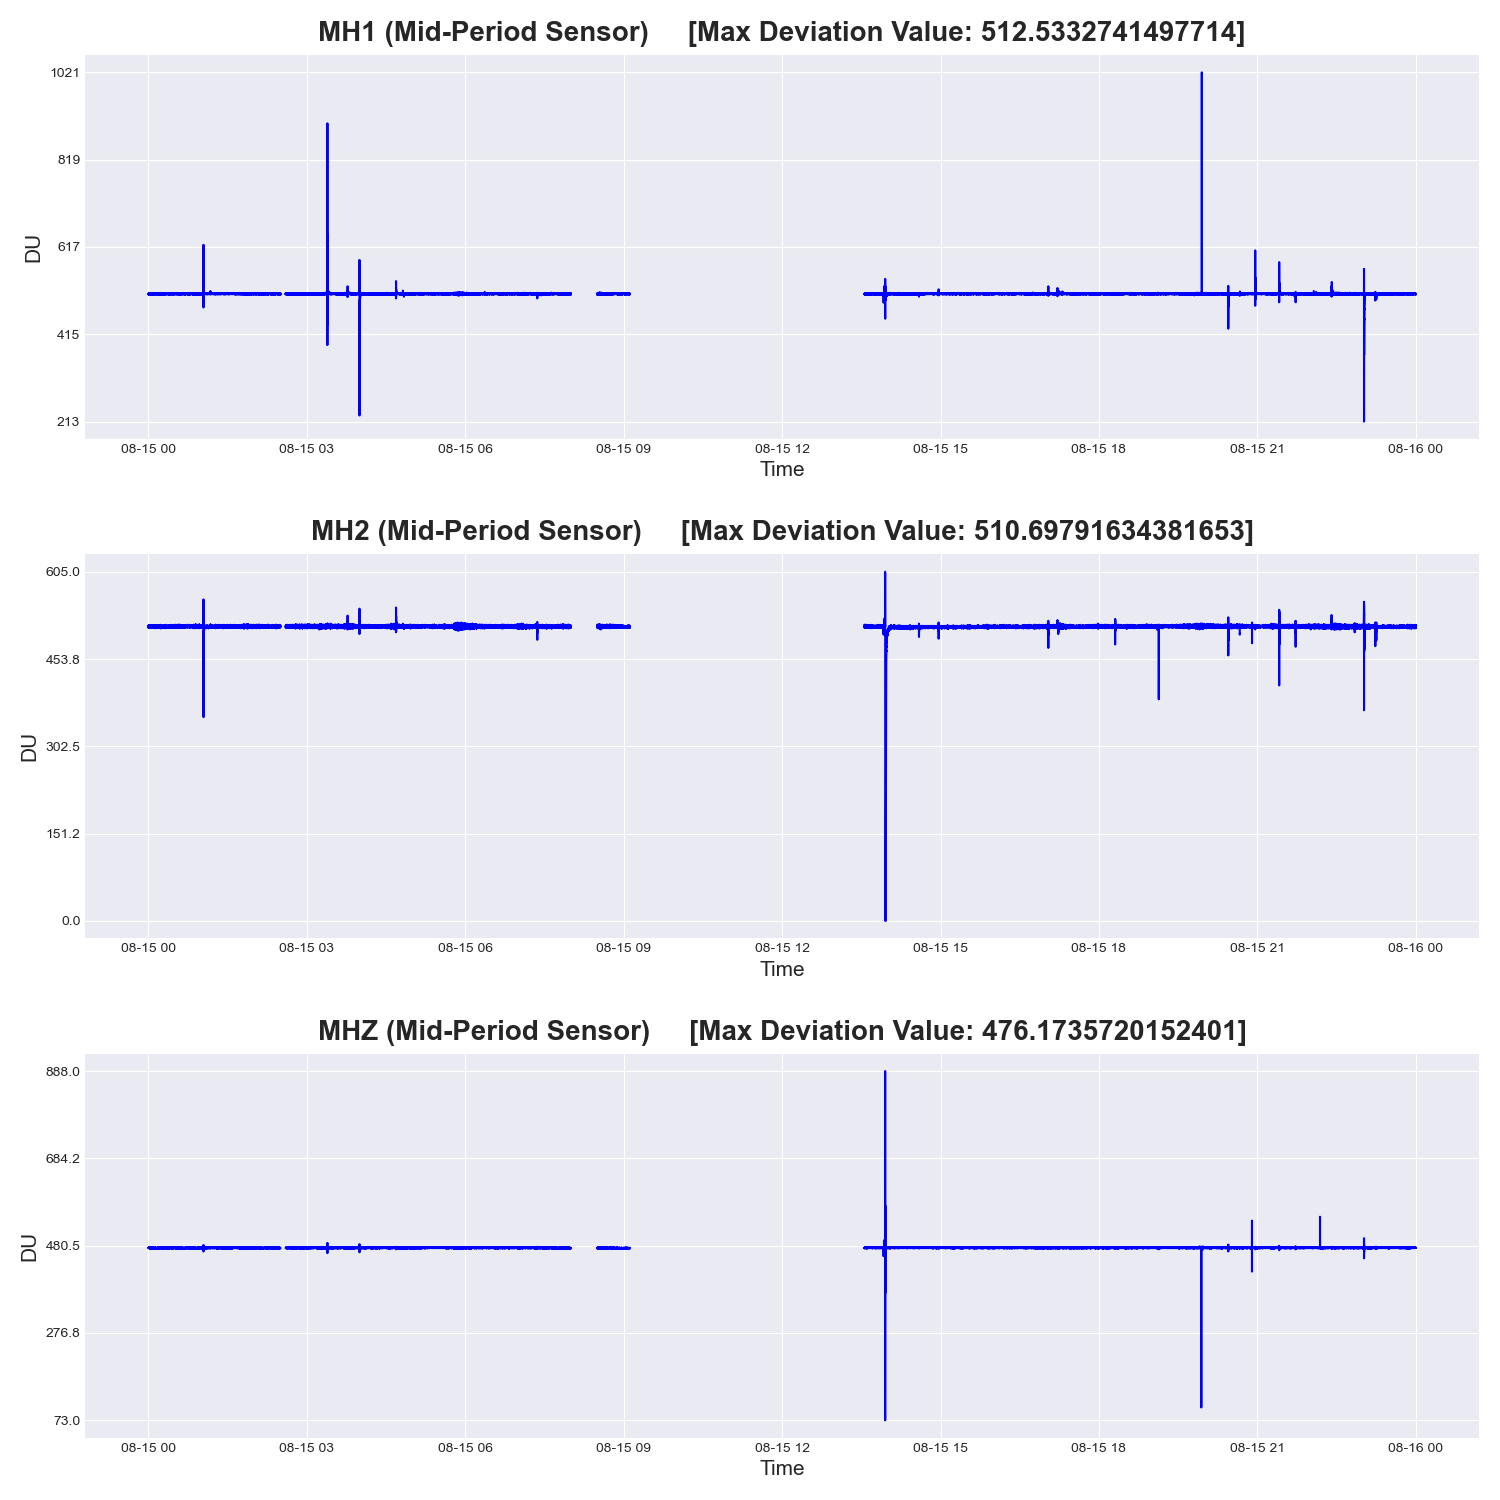 MH1 (Mid-Period Sensor) [Max Deviation Value: 512.5332741497714]
1021
819
617
415
213
DU
08-15 00 08-15 03 08-15 06 08-15 09 08-15 12 08-15 15 08-15 18 08-15 21 08-16 00
Time
MH2 (Mid-Period Sensor) [Max Deviation Value: 510.69791634381653]
605.0
453.8
302.5
151.2
0.0
DU
08-15 00 08-15 03 08-15 06 08-15 09 08-15 12 08-15 15 08-15 18 08-15 21 08-16 00
Time
MHZ (Mid-Period Sensor) [Max Deviation Value: 476.1735720152401]
888.0
684.2
480.5
276.8
73.0
DU
08-15 00 08-15 03 08-15 06 08-15 09 08-15 12 08-15 15 08-15 18 08-15 21 08-16 00
Time